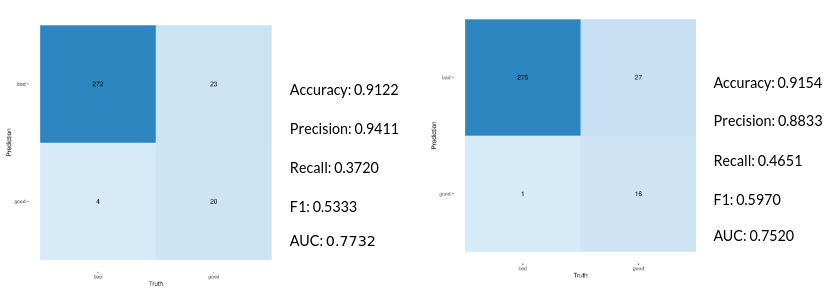 bad
272
23
Prediction
good
4
20
bad
good
Truth
Accuracy: 0.9122
Precision: 0.9411
Recall: 0.3720
F1: 0.5333
AUC: 0.7732
bad
275
27
Prediction
good
1
16
bad
good
Truth
Accuracy: 0.9154
Precision: 0.8833
Recall: 0.4651
F1: 0.5970
AUC: 0.7520